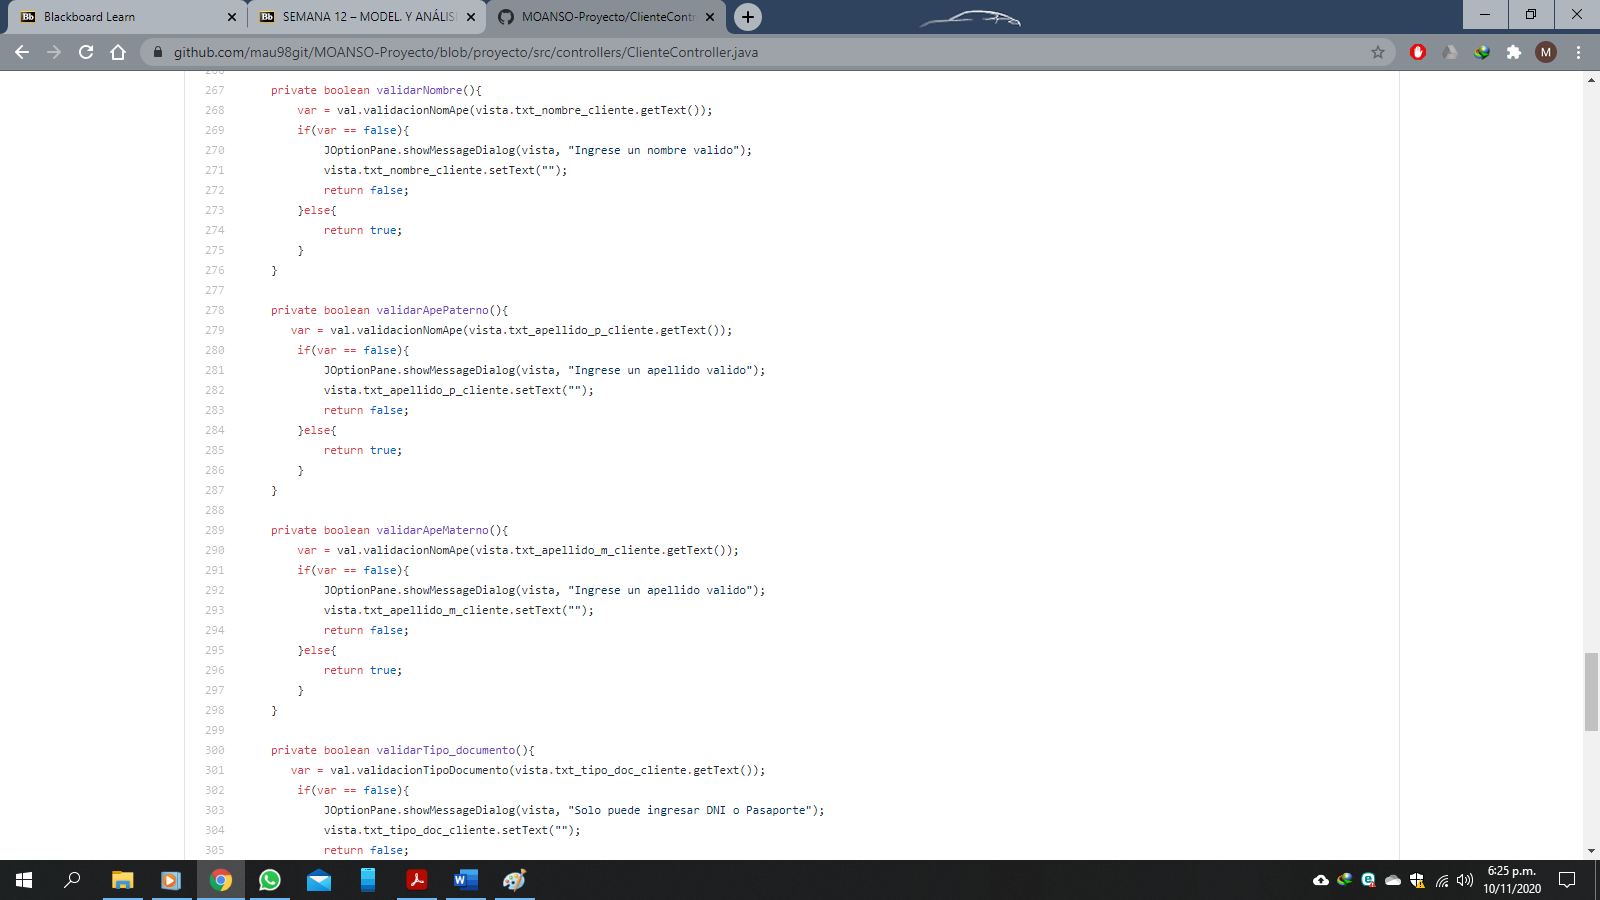 Blackboard Learn
SEMANA 12 – MODEL. Y ANÁLIS
MOANSO-Proyecto/ClienteContr
github.com/mau98git/MOANSO-Proyecto/blob/proyecto/src/controllers/ClienteController.java
M
267 private boolean validarNombre(){
268 var = val.validacionNomApe(vista.txt_nombre_cliente.getText());
269 if(var == false){
270 JOptionPane.showMessageDialog(vista, "Ingrese un nombre valido");
271 vista.txt_nombre_cliente.setText("");
272 return false;
273 }else{
274 return true;
275 }
276 }
277
278 private boolean validarApePaterno(){
279 var = val.validacionNomApe(vista.txt_apellido_p_cliente.getText());
280 if(var == false){
281 JOptionPane.showMessageDialog(vista, "Ingrese un apellido valido");
282 vista.txt_apellido_p_cliente.setText("");
283 return false;
284 }else{
285 return true;
286 }
287 }
288
289 private boolean validarApeMaterno(){
290 var = val.validacionNomApe(vista.txt_apellido_m_cliente.getText());
291 if(var == false){
292 JOptionPane.showMessageDialog(vista, "Ingrese un apellido valido");
293 vista.txt_apellido_m_cliente.setText("");
294 return false;
295 }else{
296 return true;
297 }
298 }
299
300 private boolean validarTipo_documento(){
301 var = val.validacionTipoDocumento(vista.txt_tipo_doc_cliente.getText());
302 if(var == false){
303 JOptionPane.showMessageDialog(vista, "Solo puede ingresar DNI o Pasaporte");
304 vista.txt_tipo_doc_cliente.setText("");
305 return false;
6:25 p.m.
10/11/2020